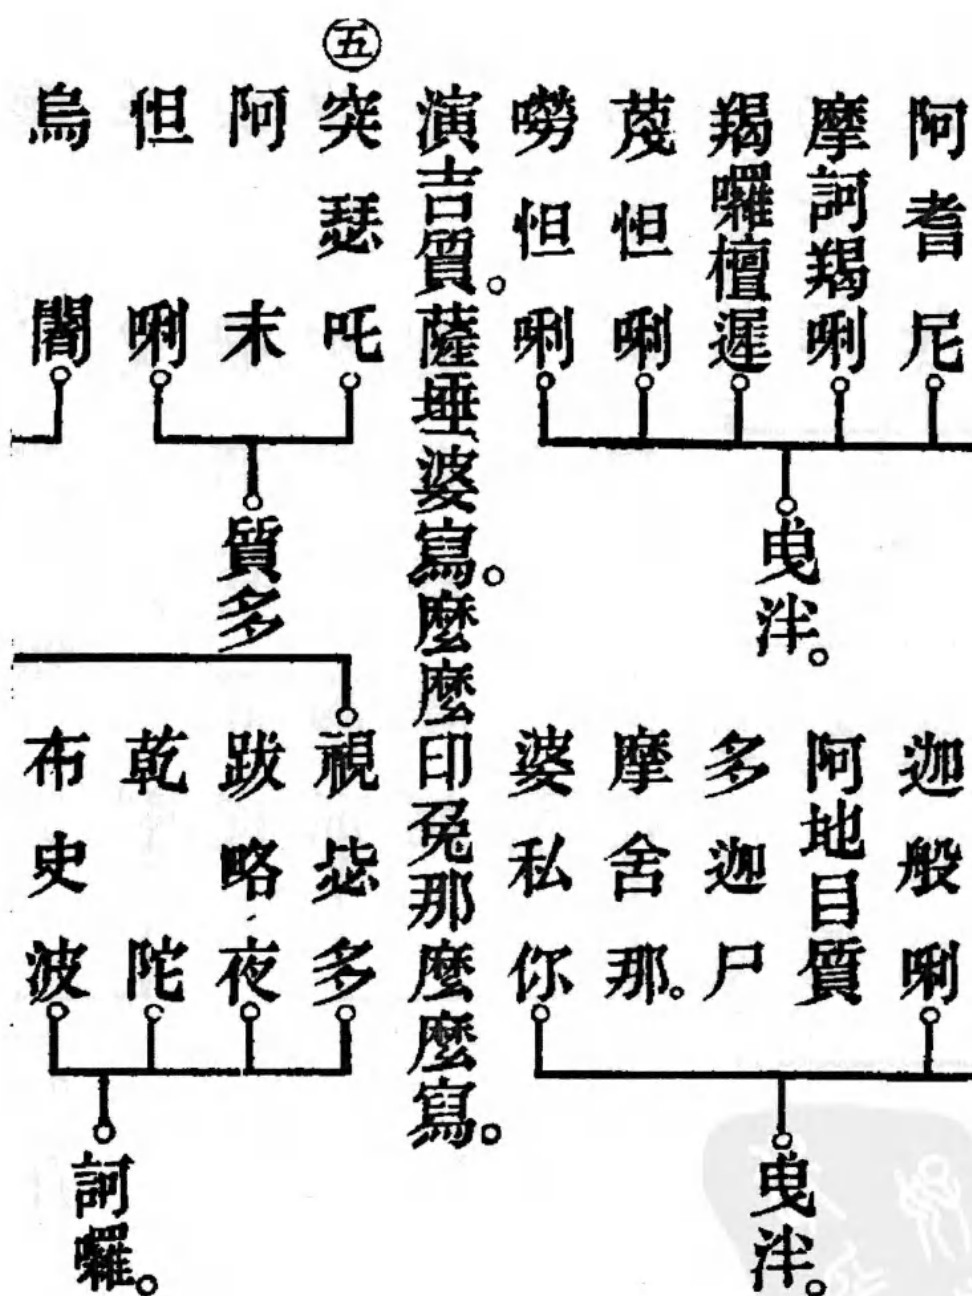 阿耆尼
摩訶羯唎
羯囉檀遲
蔑怛唎
嘮怛唎
曳泮。
迦般唎
阿地目質
多迦尸
摩舍那。
婆私你
曳泮。
演吉質。薩埵婆寫。麼麼印兔那麼麼寫。
㊄突瑟吒
阿末
怛唎
質多
烏闍
視毖多
跋略夜
乾陀
布史波
訶囉。